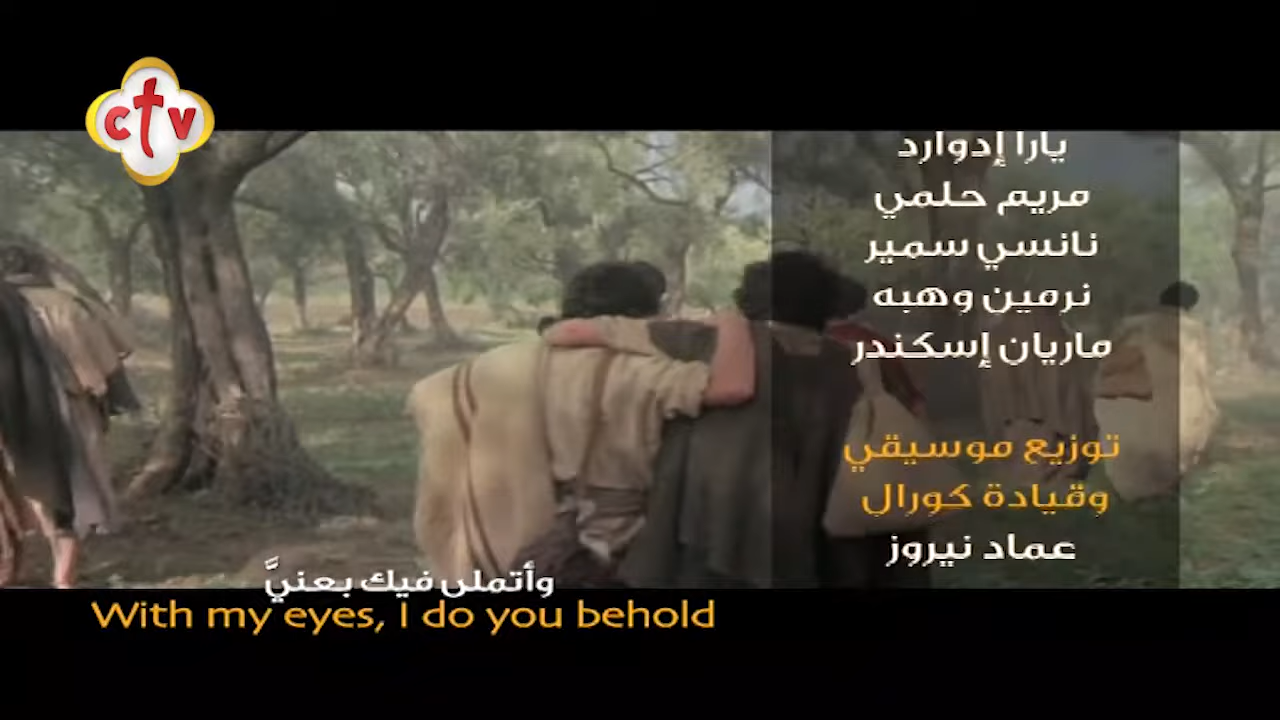 ctv
يارا إدوارد
مريم حلمي
نانسي سمير
نرمين وهبه
ماريان إسكندر
توزيع موسيقي
وقيادة كورال
عماد نيروز
وأتملى فيك بعنيَّ
With my eyes, I do you behold